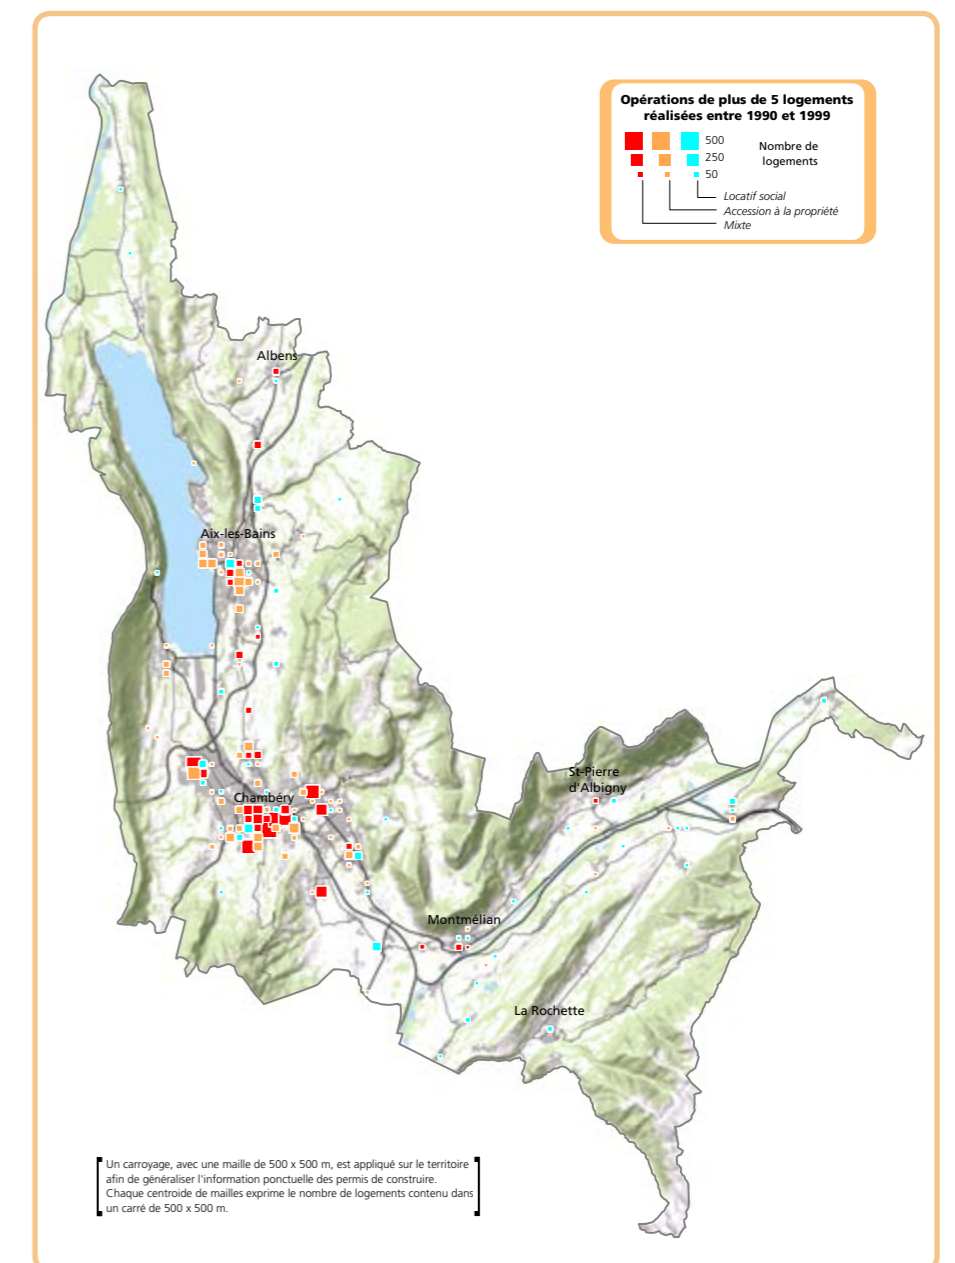 Opérations de plus de 5 logements
réalisées entre 1990 et 1999
500
250
50
Nombre de
logements
Locatif social
Accession à la propriété
Mixte
Albens
Aix-les-Bains
St-Pierre
d'Albigny
Chambéry
Montmélian
La Rochette
Un carroyage, avec une maille de 500 x 500 m, est appliqué sur le territoire
afin de généraliser l'information ponctuelle des permis de construire.
Chaque centroide de mailles exprime le nombre de logements contenu dans
un carré de 500 x 500 m.